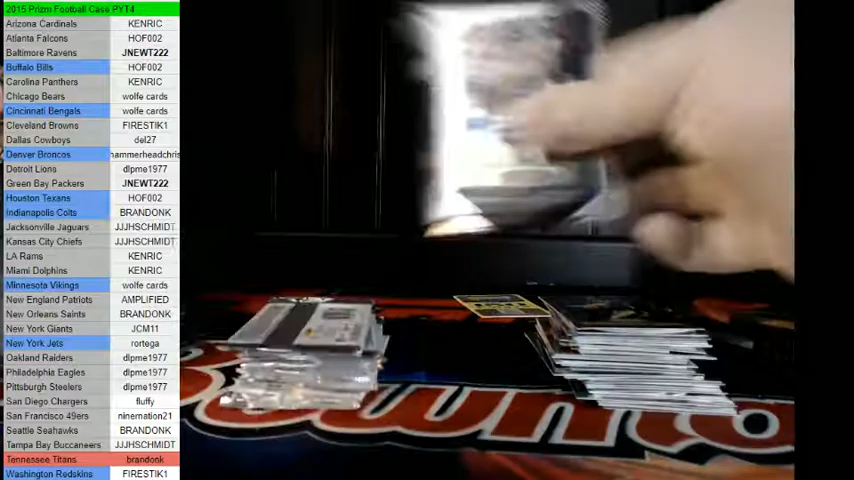 2015 Prizm Football Case PYT4
Arizona Cardinals KENRIC
Atlanta Falcons HOF002
Baltimore Ravens JNEWT222
Buffalo Bills HOF002
Carolina Panthers KENRIC
Chicago Bears wolfe cards
Cincinnati Bengals wolfe cards
Cleveland Browns FIRESTIK1
Dallas Cowboys del27
Denver Broncos hammerheadchris
Detroit Lions dlpme1977
Green Bay Packers JNEWT222
Houston Texans HOF002
Indianapolis Colts BRANDONK
Jacksonville Jaguars JJJHSCHMIDT
Kansas City Chiefs JJJHSCHMIDT
LA Rams KENRIC
Miami Dolphins KENRIC
Minnesota Vikings wolfe cards
New England Patriots AMPLIFIED
New Orleans Saints BRANDONK
New York Giants JCM11
New York Jets rortega
Oakland Raiders dlpme1977
Philadelphia Eagles dlpme1977
Pittsburgh Steelers dlpme1977
San Diego Chargers fluffy
San Francisco 49ers ninernation21
Seattle Seahawks BRANDONK
Tampa Bay Buccaneers JJJHSCHMIDT
Tennessee Titans brandonk
Washington Redskins FIRESTIK1